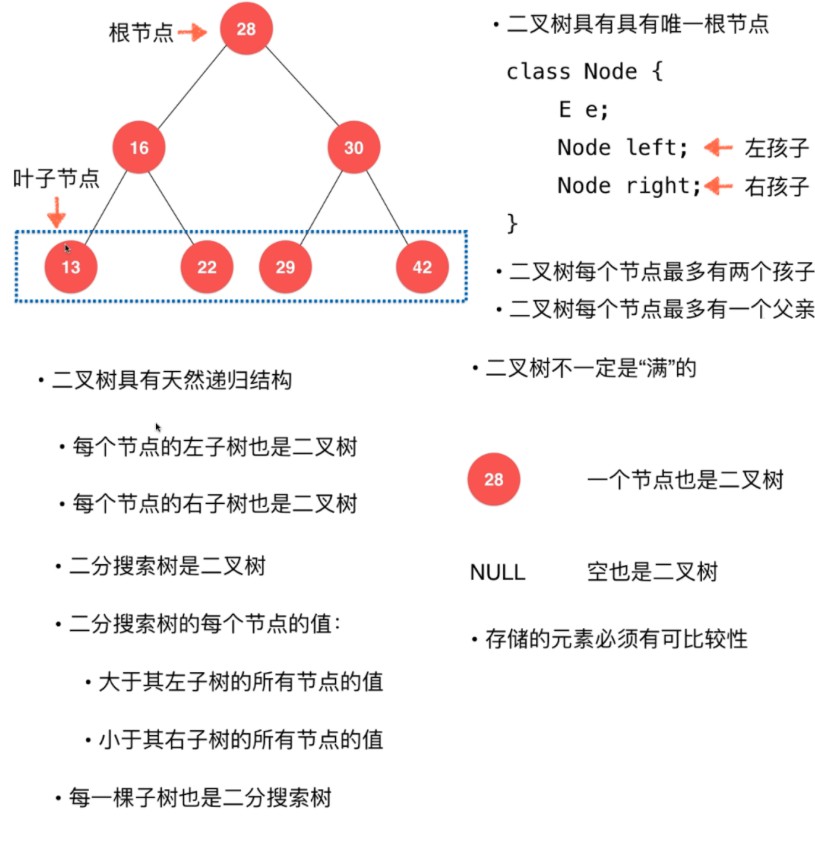 根节点
28
16
30
叶子节点
13
22
29
42
• 二叉树具有具有唯一根节点
class Node {
E e;
Node left; 左孩子
Node right; 右孩子
}
• 二叉树每个节点最多有两个孩子
• 二叉树每个节点最多有一个父亲
• 二叉树具有天然递归结构
• 每个节点的左子树也是二叉树
• 每个节点的右子树也是二叉树
• 二分搜索树是二叉树
• 二分搜索树的每个节点的值：
• 大于其左子树的所有节点的值
• 小于其右子树的所有节点的值
• 每一棵子树也是二分搜索树
• 二叉树不一定是“满”的
28 一个节点也是二叉树
NULL 空也是二叉树
• 存储的元素必须有可比较性